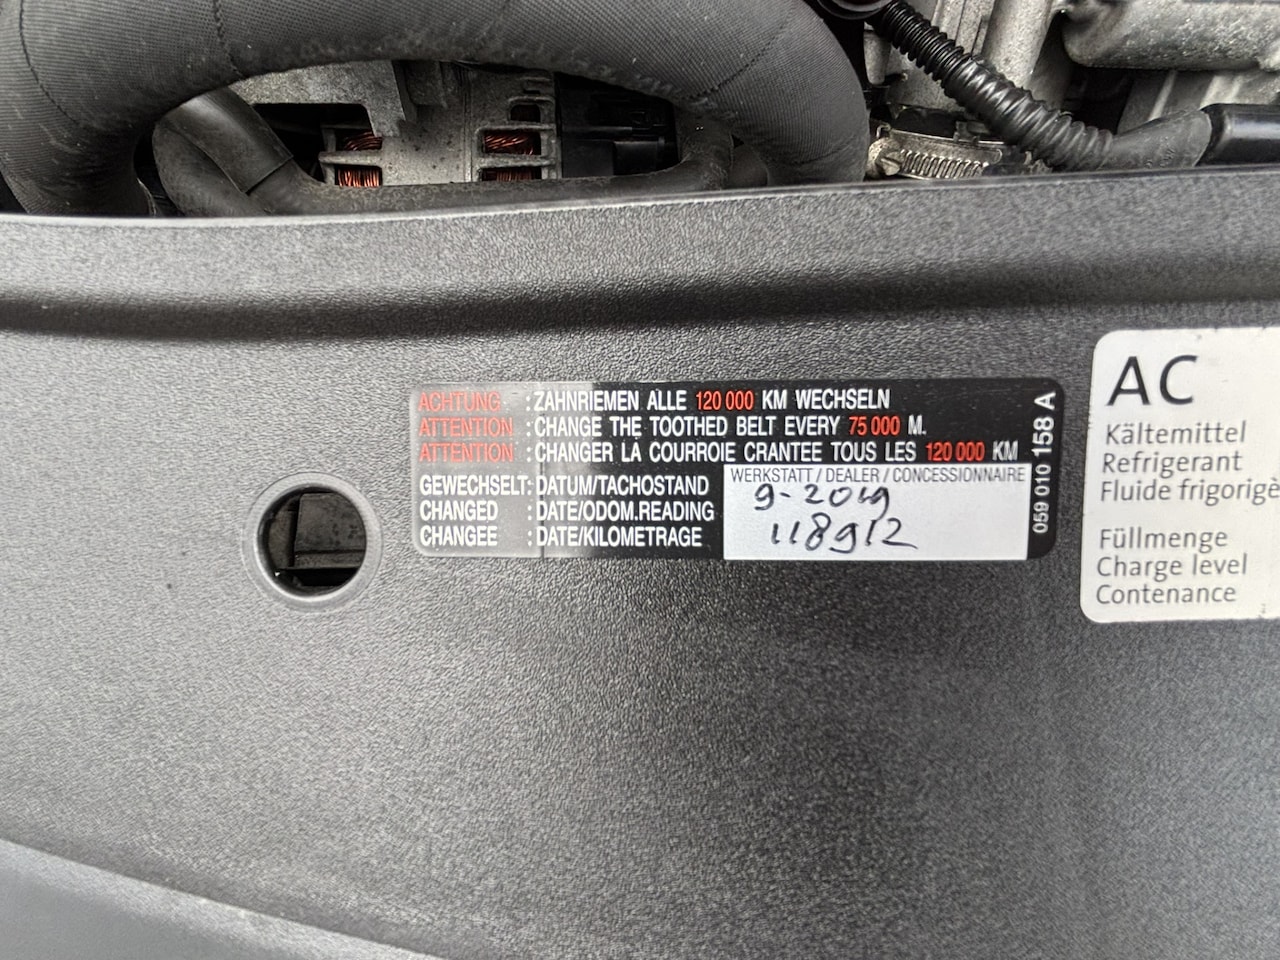 ACHTUNG : ZAHNRIEMEN ALLE 120 000 KM WECHSELN
ATTENTION : CHANGE THE TOOTHED BELT EVERY 75 000 M.
ATTENTION : CHANGER LA COURROIE CRANTEE TOUS LES 120 000 KM
GEWECHSELT: DATUM/TACHOSTAND
CHANGED : DATE/ODOM.READING
CHANGEE : DATE/KILOMETRAGE
WERKSTATT/DEALER/CONCESSIONNAIRE
9-2019
118912
059 010 158 A
AC
Kältemittel
Refrigerant
Fluide frigorigè
Füllmenge
Charge level
Contenance